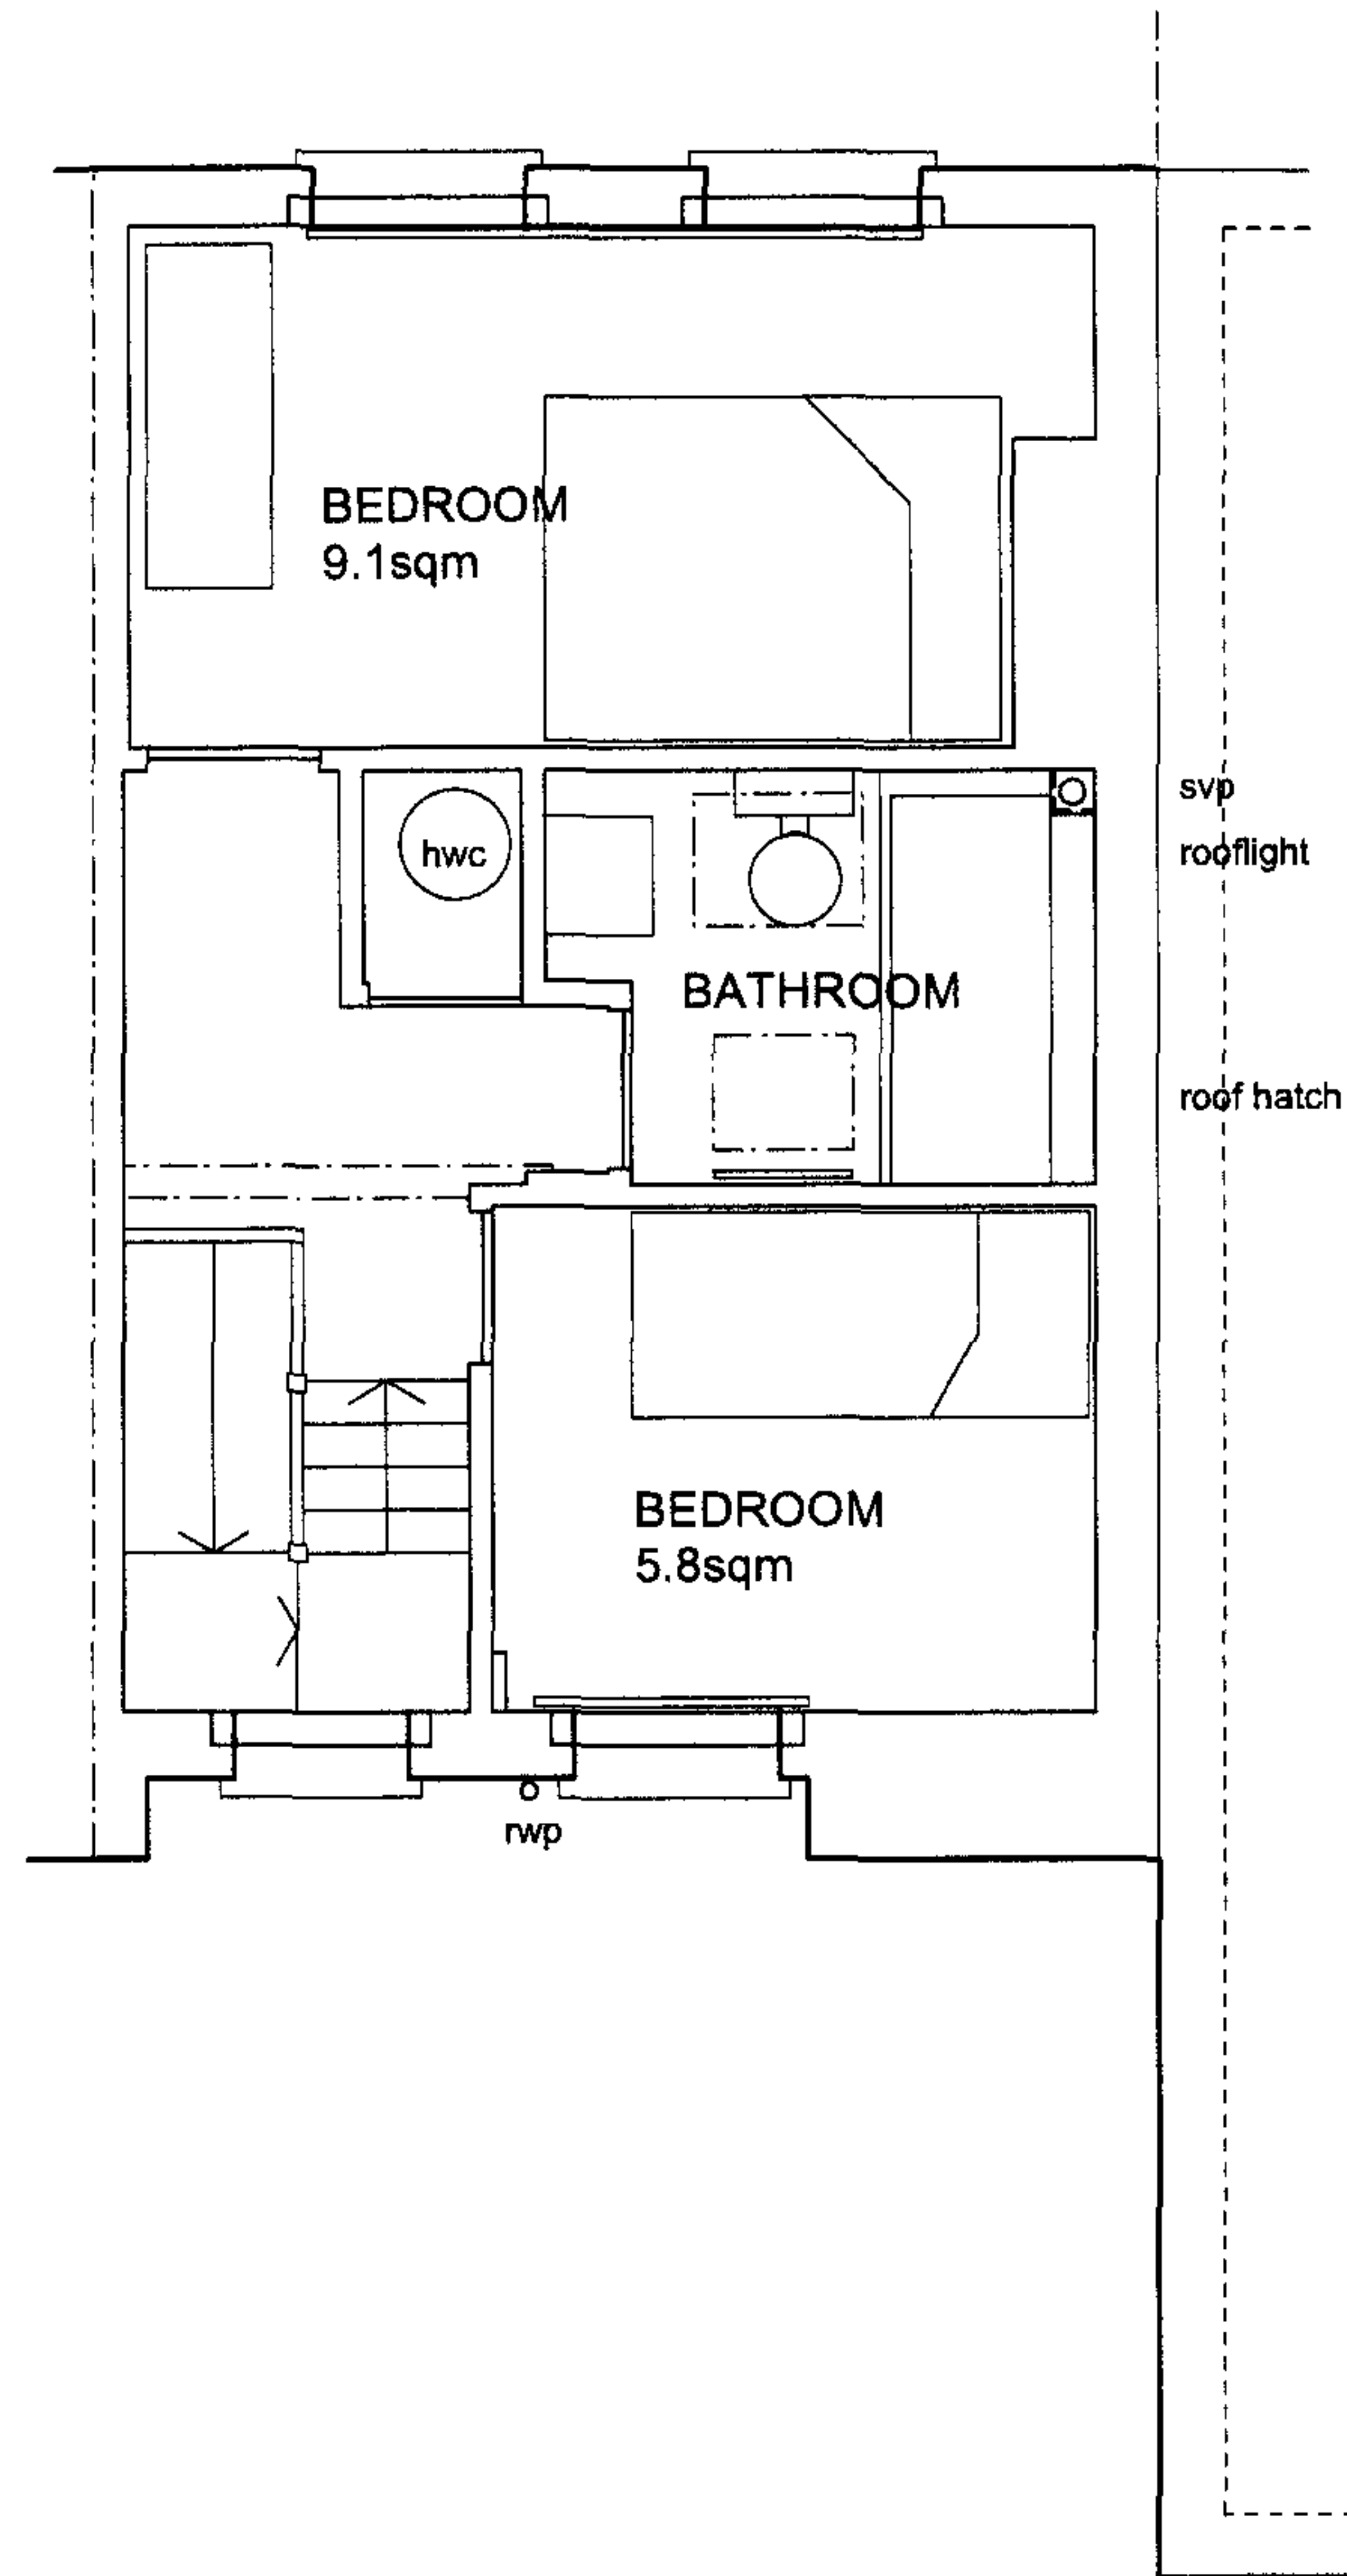 BEDROOM
9.1sqm
svp
hwc
rooflight
BATHROOM
roof hatch
BEDROOM
5.8sqm
rwp